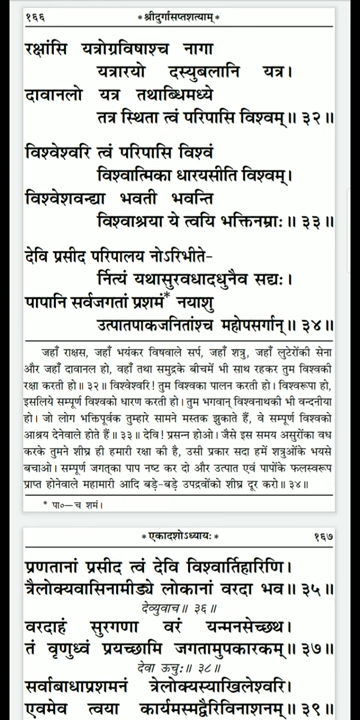 १६६
* श्रीदुर्गासप्तशत्याम् *
रक्षांसि यत्रोग्रविषाश्च नागा
यत्रारयो दस्युबलानि यत्र।
दावानलो यत्र तथाब्धिमध्ये
तत्र स्थिता त्वं परिपासि विश्वम्॥ ३२॥
विश्वेश्वरि त्वं परिपासि विश्वं
विश्वात्मिका धारयसीति विश्वम्।
विश्वेशवन्द्या भवती भवन्ति
विश्वाश्रया ये त्वयि भक्तिनम्राः॥ ३३॥
देवि प्रसीद परिपालय नोऽरिभीते-
र्नित्यं यथासुरवधादधुनैव सद्यः।
पापानि सर्वजगतां प्रशमं* नयाशु
उत्पातपाकजनितांश्च महोपसर्गान्॥ ३४॥
जहाँ राक्षस, जहाँ भयंकर विषवाले सर्प, जहाँ शत्रु, जहाँ लुटेरोंकी सेना
और जहाँ दावानल हो, वहाँ तथा समुद्रके बीचमें भी साथ रहकर तुम विश्वकी
रक्षा करती हो॥ ३२॥ विश्वेश्वरि! तुम विश्वका पालन करती हो। विश्वरूपा हो,
इसलिये सम्पूर्ण विश्वको धारण करती हो। तुम भगवान् विश्वनाथकी भी वन्दनीया
हो। जो लोग भक्तिपूर्वक तुम्हारे सामने मस्तक झुकाते हैं, वे सम्पूर्ण विश्वको
आश्रय देनेवाले होते हैं॥ ३३॥ देवि! प्रसन्न होओ। जैसे इस समय असुरोंका वध
करके तुमने शीघ्र ही हमारी रक्षा की है, उसी प्रकार सदा हमें शत्रुओंके भयसे
बचाओ। सम्पूर्ण जगत्‌का पाप नष्ट कर दो और उत्पात एवं पापोंके फलस्वरूप
प्राप्त होनेवाले महामारी आदि बड़े-बड़े उपद्रवोंको शीघ्र दूर करो॥ ३४॥
* पा०—च शमं।
* एकादशोऽध्यायः *
१६७
प्रणतानां प्रसीद त्वं देवि विश्वार्तिहारिणि।
त्रैलोक्यवासिनामीड्ये लोकानां वरदा भव॥ ३५॥
देव्युवाच॥ ३६॥
वरदाहं सुरगणा वरं यन्मनसेच्छथ।
तं वृणुध्वं प्रयच्छामि जगतामुपकारकम्॥ ३७॥
देवा ऊचुः॥ ३८॥
सर्वाबाधाप्रशमनं त्रैलोक्यस्याखिलेश्वरि।
एवमेव त्वया कार्यमस्मद्वैरिविनाशनम्॥ ३९॥